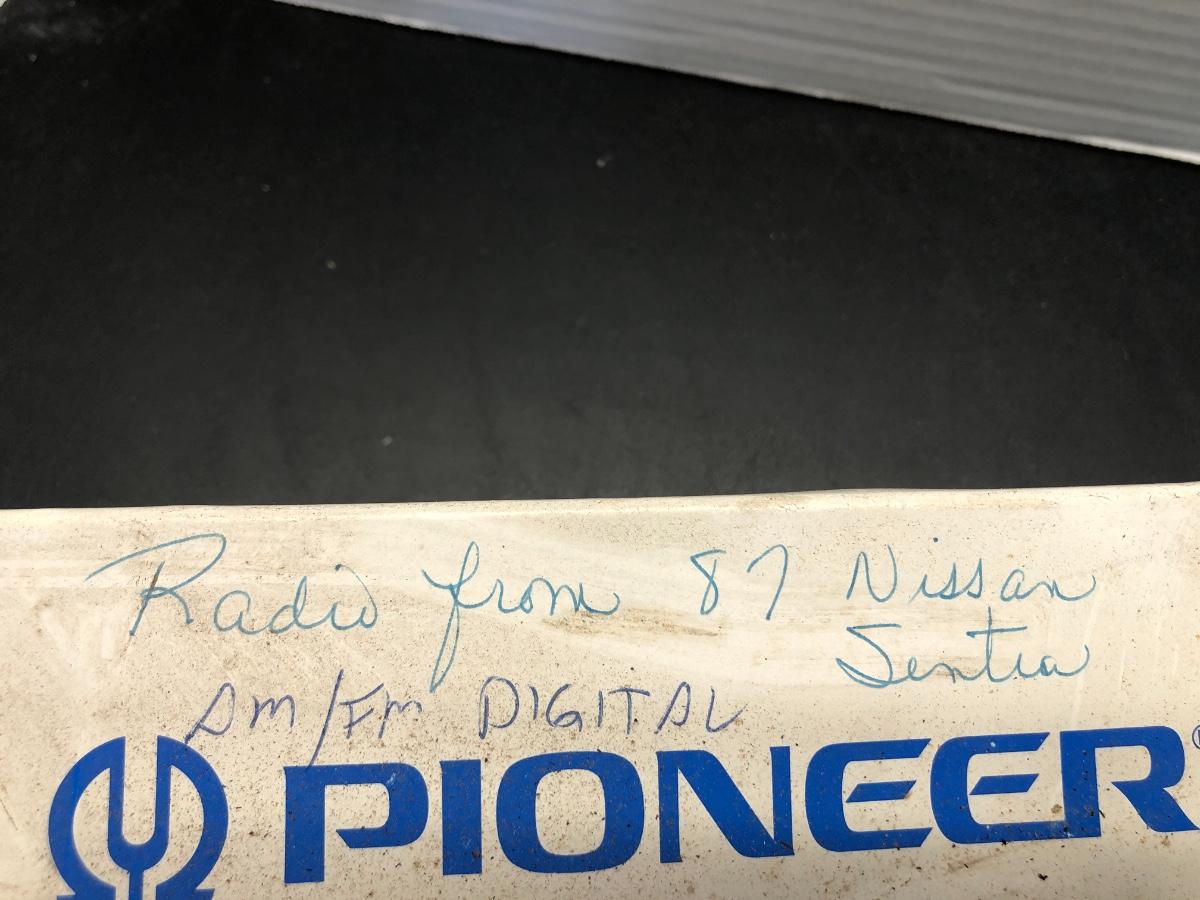 Radio from 87 Nissan
Sentra
AM/FM DIGITAL
PIONEER®